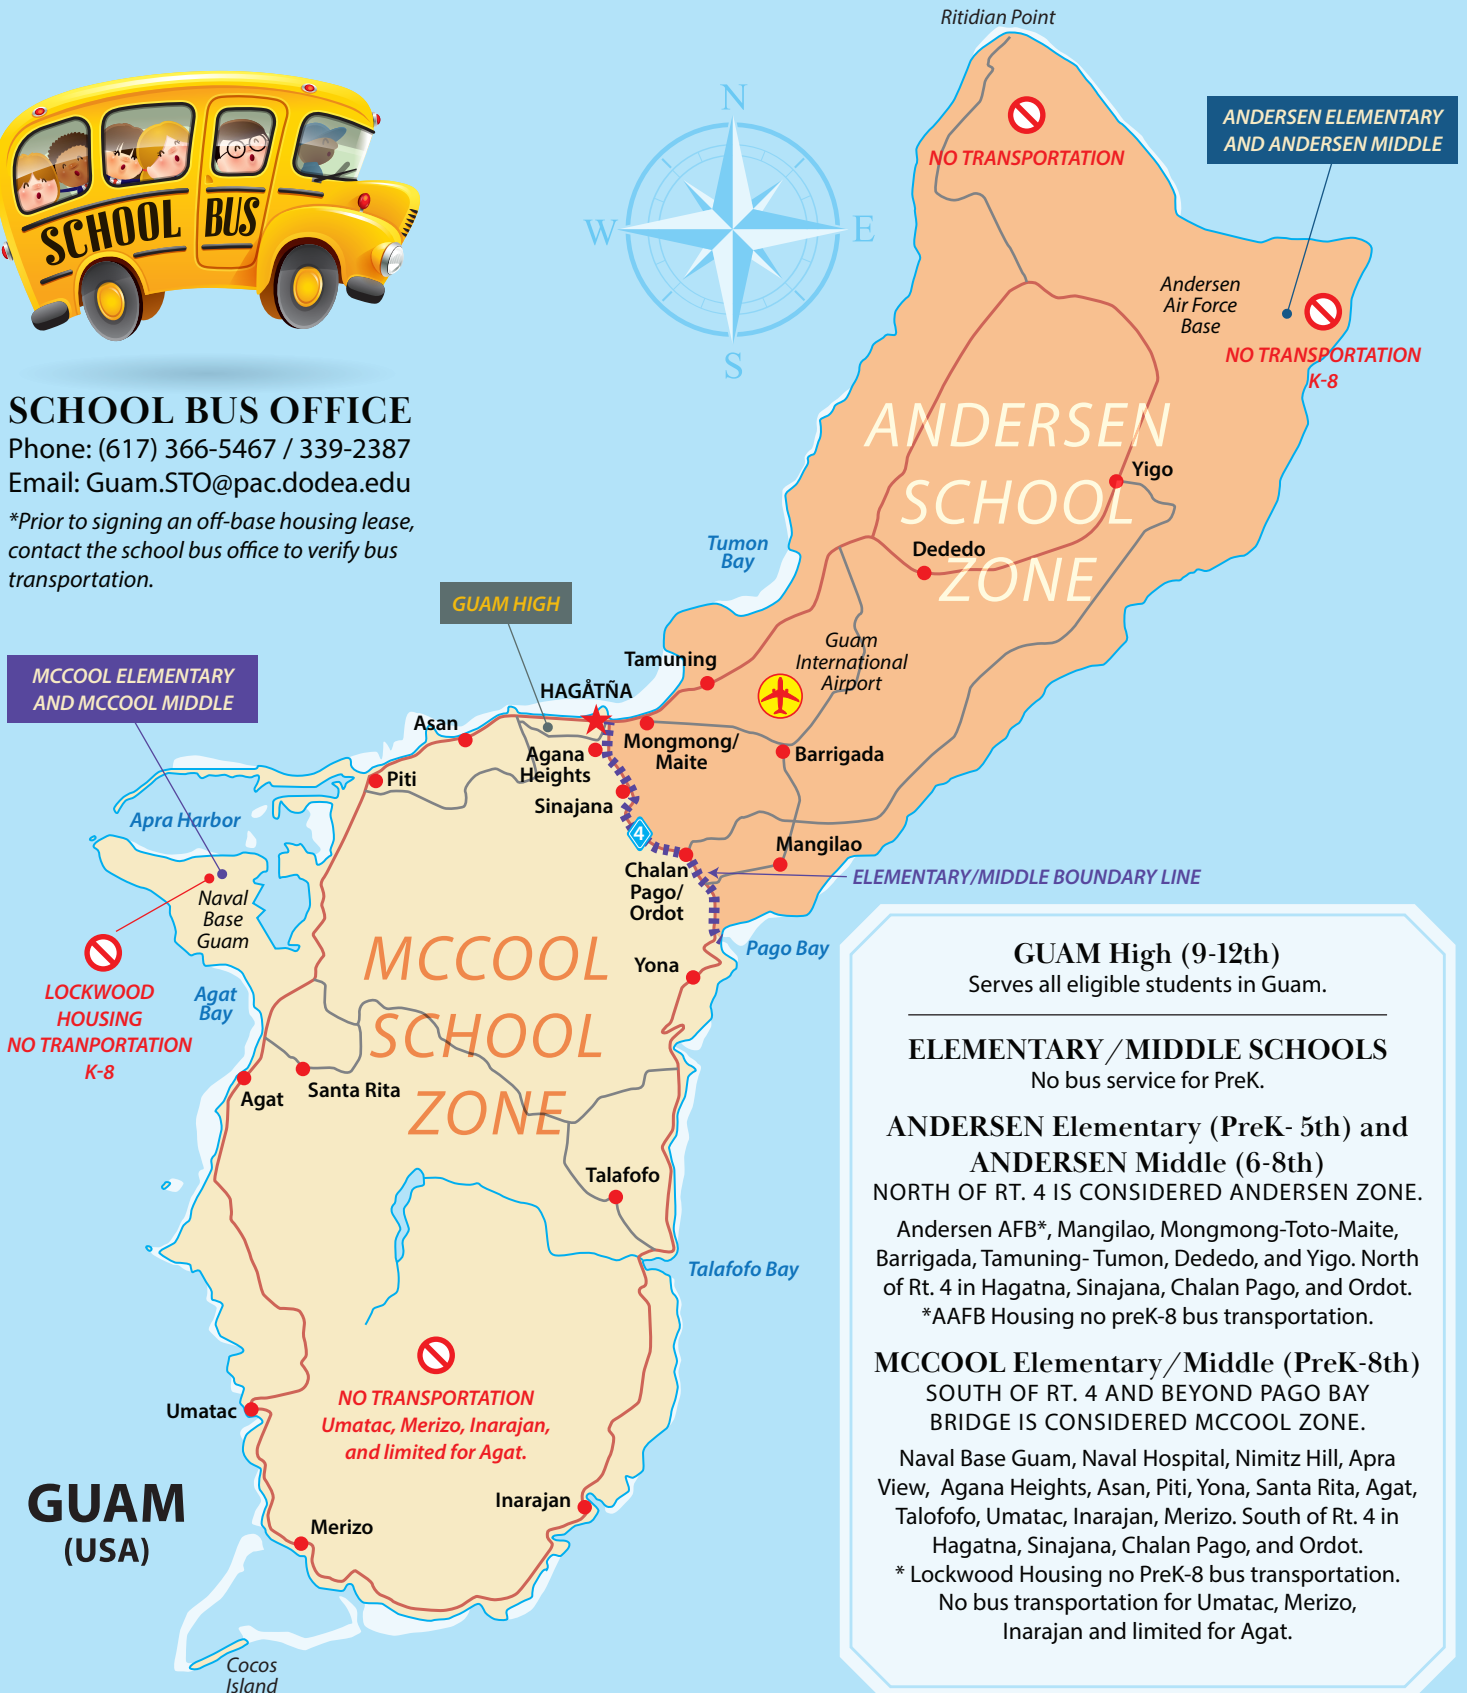 Ritidian Point
NO TRANSPORTATION
ANDERSEN ELEMENTARY
AND ANDERSEN MIDDLE
N
W
E
S
SCHOOL BUS
Andersen
Air Force
Base
NO TRANSPORTATION
K-8
SCHOOL BUS OFFICE
Phone: (617) 366-5467 / 339-2387
Email: Guam.STO@pac.dodea.edu
*Prior to signing an off-base housing lease,
contact the school bus office to verify bus
transportation.
ANDERSEN
SCHOOL
ZONE
Yigo
Dededo
Tumon
Bay
GUAM HIGH
Guam
International
Airport
Tamuning
MCCOOL ELEMENTARY
AND MCCOOL MIDDLE
HAGÅTÑA
Asan
Mongmong/
Maite
Barrigada
Agana
Heights
Piti
Sinajana
Apra Harbor
4
Mangilao
Chalan
Pago/
Ordot
ELEMENTARY/MIDDLE BOUNDARY LINE
Naval
Base
Guam
MCCOOL
SCHOOL
ZONE
Pago Bay
Yona
LOCKWOOD
HOUSING
NO TRANPORTATION
K-8
Agat
Bay
Agat
Santa Rita
Talafofo
Talafofo Bay
NO TRANSPORTATION
Umatac, Merizo, Inarajan,
and limited for Agat.
Umatac
Inarajan
Merizo
GUAM
(USA)
Cocos
Island
GUAM High (9-12th)
Serves all eligible students in Guam.
ELEMENTARY/MIDDLE SCHOOLS
No bus service for PreK.
ANDERSEN Elementary (PreK- 5th) and
ANDERSEN Middle (6-8th)
NORTH OF RT. 4 IS CONSIDERED ANDERSEN ZONE.
Andersen AFB*, Mangilao, Mongmong-Toto-Maite,
Barrigada, Tamuning- Tumon, Dededo, and Yigo. North
of Rt. 4 in Hagatna, Sinajana, Chalan Pago, and Ordot.
*AAFB Housing no preK-8 bus transportation.
MCCOOL Elementary/Middle (PreK-8th)
SOUTH OF RT. 4 AND BEYOND PAGO BAY
BRIDGE IS CONSIDERED MCCOOL ZONE.
Naval Base Guam, Naval Hospital, Nimitz Hill, Apra
View, Agana Heights, Asan, Piti, Yona, Santa Rita, Agat,
Talofofo, Umatac, Inarajan, Merizo. South of Rt. 4 in
Hagatna, Sinajana, Chalan Pago, and Ordot.
* Lockwood Housing no PreK-8 bus transportation.
No bus transportation for Umatac, Merizo,
Inarajan and limited for Agat.